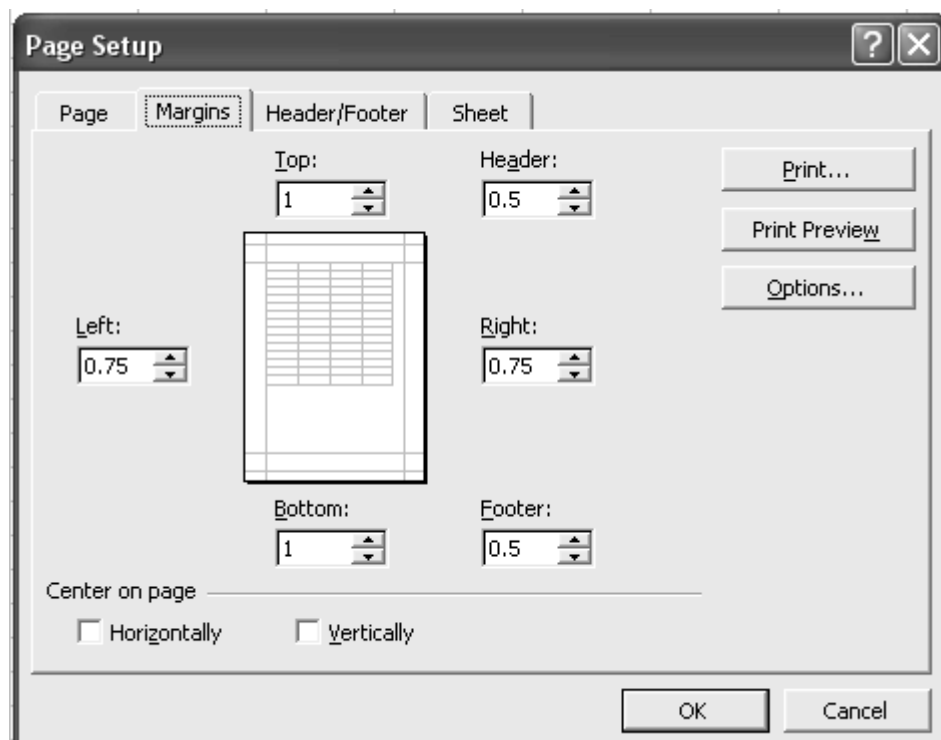 Page Setup
Page Margins Header/Footer Sheet
Top: Header:
1 0.5
Print...
Print Preview
Options...
Left: Right:
0.75 0.75
Bottom: Footer:
1 0.5
Center on page
Horizontally Vertically
OK Cancel